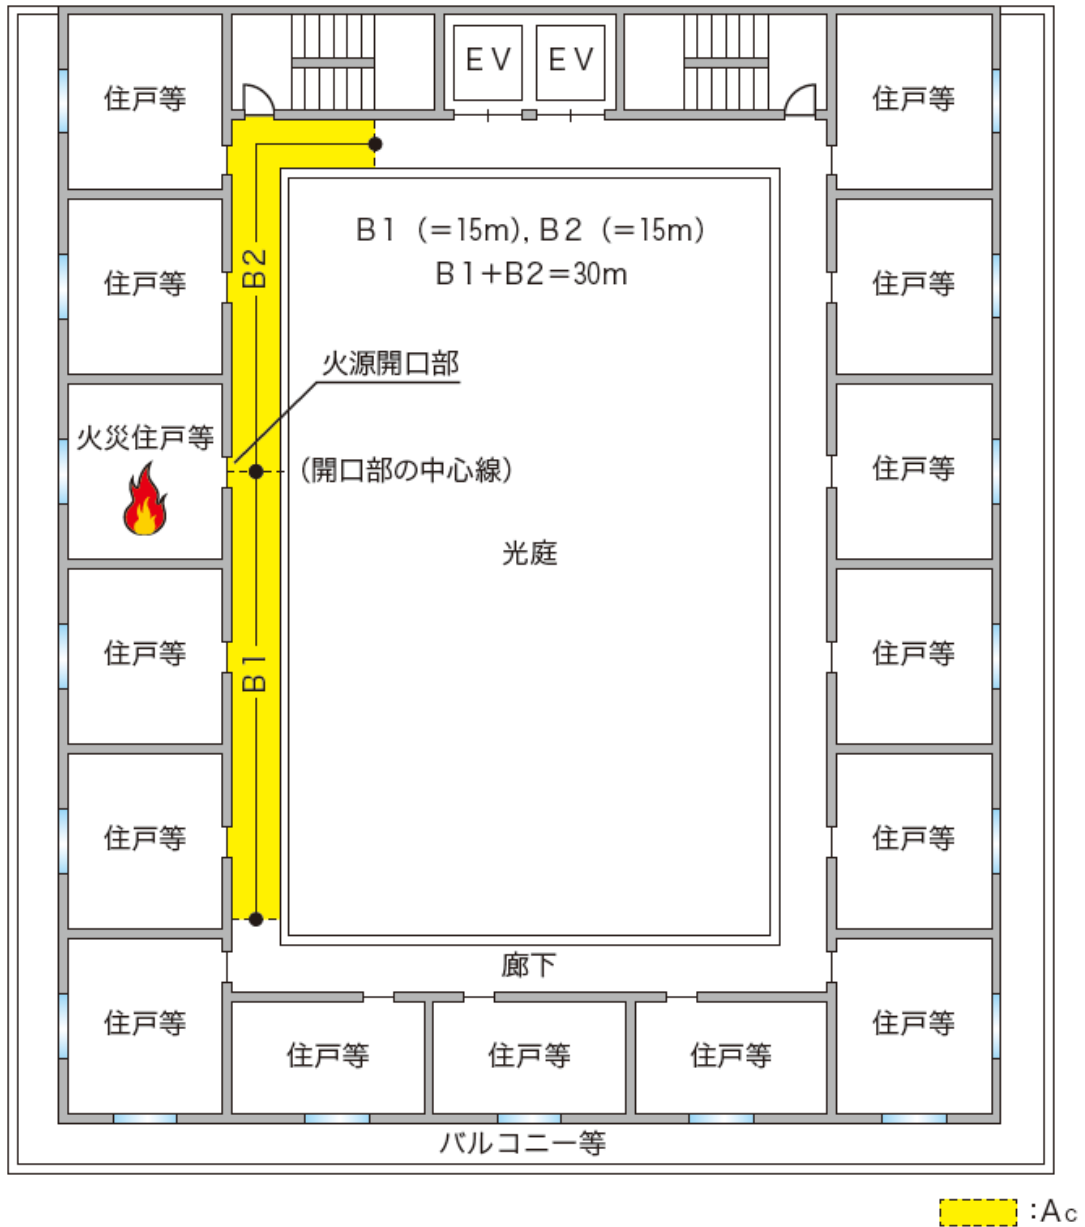 住戸等
EV
EV
住戸等
B1 (=15m), B2 (=15m)
B1+B2=30m
住戸等
B2
住戸等
火源開口部
火災住戸等
(開口部の中心線)
住戸等
光庭
住戸等
B1
住戸等
住戸等
住戸等
廊下
住戸等
住戸等
住戸等
住戸等
住戸等
バルコニー等
:Ac